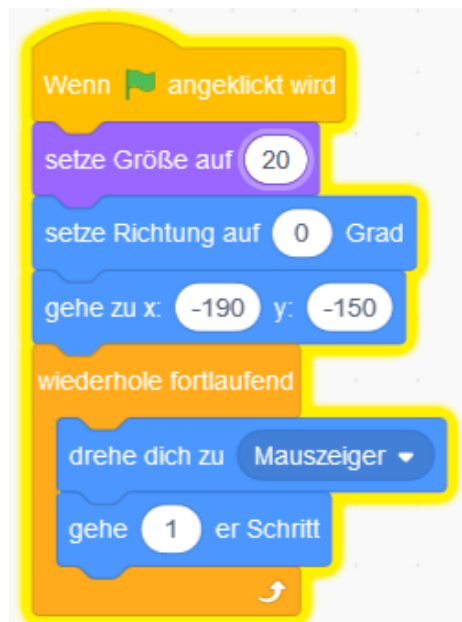 Wenn angeklickt wird
setze Größe auf 20
setze Richtung auf 0 Grad
gehe zu x: -190 y: -150
wiederhole fortlaufend
drehe dich zu Mauszeiger
gehe 1 er Schritt